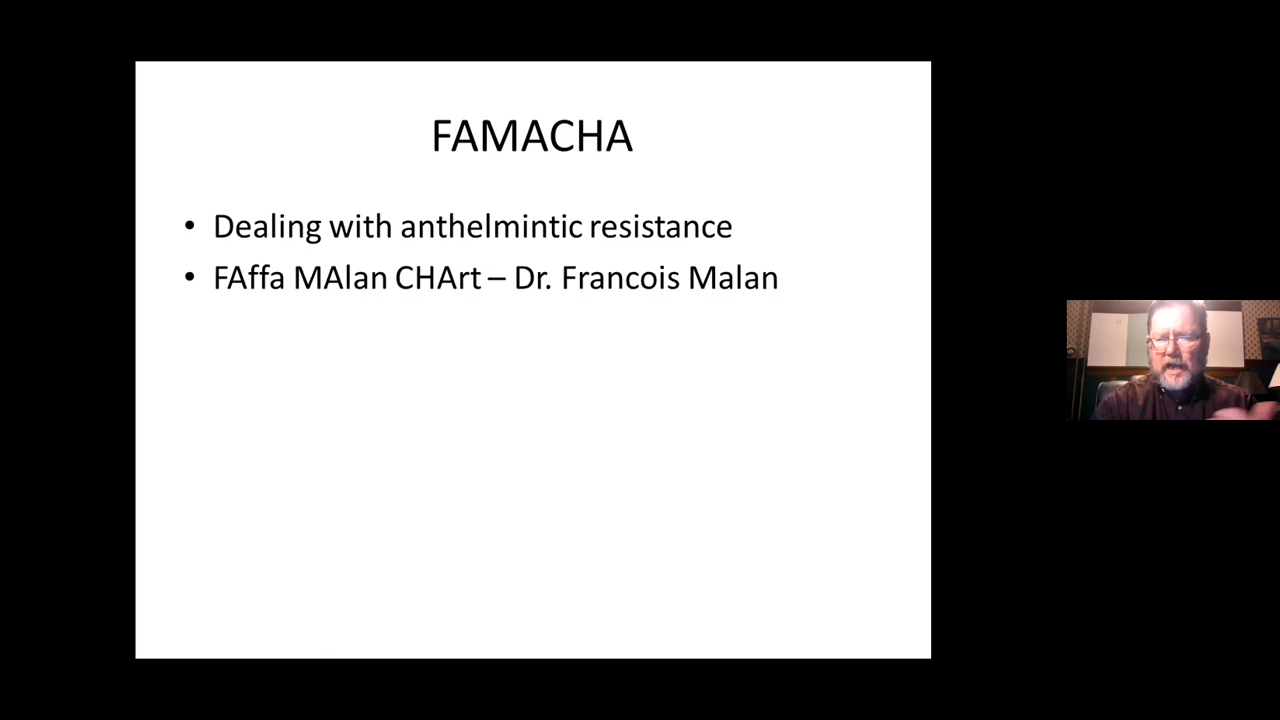 FAMACHA
• Dealing with anthelmintic resistance
• FAffa MAlan CHArt – Dr. Francois Malan